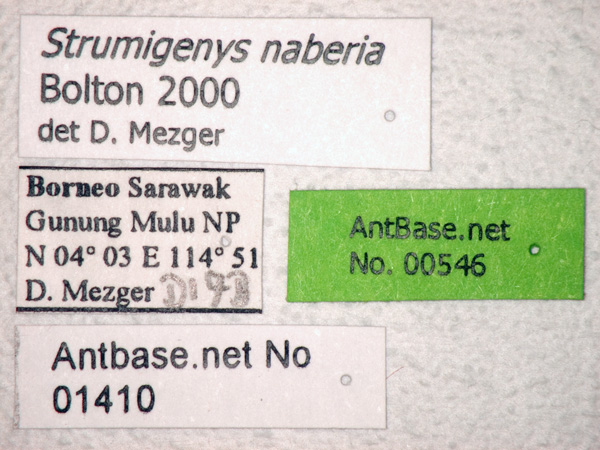 Strumigenys naberia
Bolton 2000
det D. Mezger
Borneo Sarawak
Gunung Mulu NP
N 04° 03 E 114° 51
D. Mezger
AntBase.net
No. 00546
Antbase.net No
01410